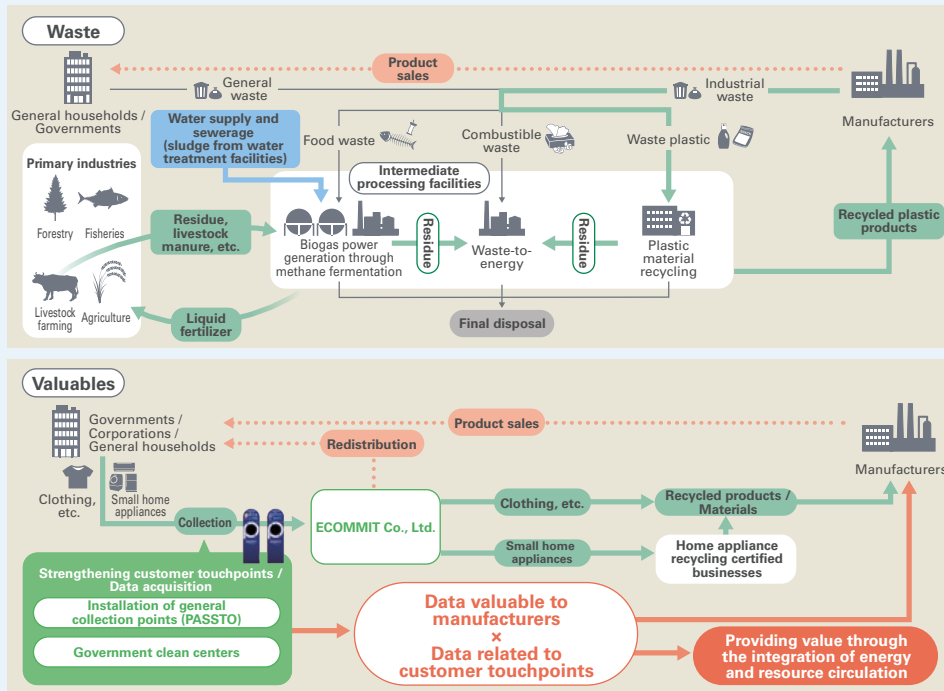 Waste
Product
sales
General
waste
Industrial
waste
General households /
Governments
Manufacturers
Water supply and
sewerage
(sludge from water
treatment facilities)
Food waste
Combustible
waste
Waste plastic
Primary industries
Forestry
Fisheries
Livestock
farming
Agriculture
Intermediate
processing facilities
Residue,
livestock
manure, etc.
Biogas power
generation through
methane fermentation
Residue
Waste-to-
energy
Residue
Plastic
material
recycling
Recycled plastic
products
Liquid
fertilizer
Final disposal
Valuables
Governments /
Corporations /
General households
Product sales
Redistribution
Manufacturers
Clothing,
etc.
Small home
appliances
Collection
ECOMMIT Co., Ltd.
Clothing, etc.
Recycled products /
Materials
Small home
appliances
Home appliance
recycling certified
businesses
Strengthening customer touchpoints /
Data acquisition
Installation of general
collection points (PASSTO)
Government clean centers
Data valuable to
manufacturers
×
Data related to
customer touchpoints
Providing value through
the integration of energy
and resource circulation